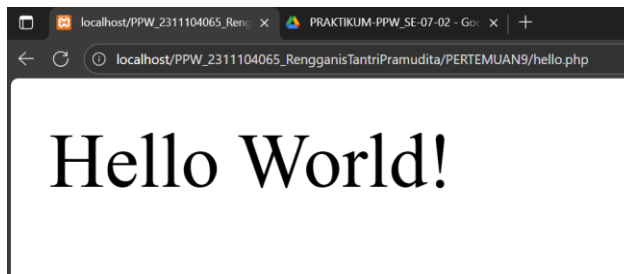 localhost/PPW_2311104065_Reng
PRAKTIKUM-PPW_SE-07-02 - Goo
localhost/PPW_2311104065_RengganisTantriPramudita/PERTEMUAN9/hello.php
Hello World!